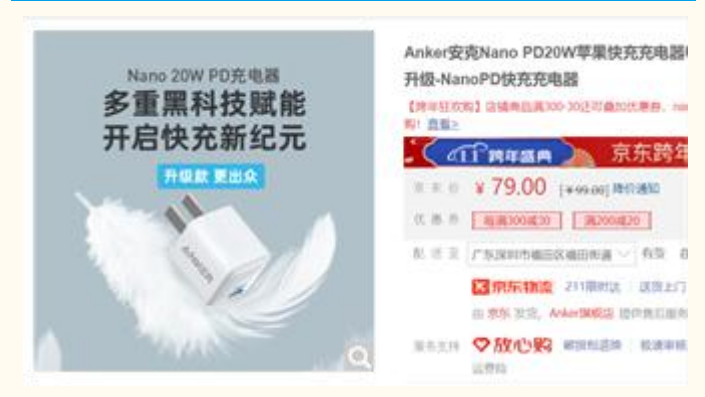 Nano 20W PD充电器
多重黑科技赋能
开启快充新纪元
升级款 更出众
ANKER
Anker安克Nano PD20W苹果快充充电器
升级-NanoPD快充充电器
【跨年狂欢购】店铺商品满300-30还可叠加优惠券
购！查看>
跨年盛典
京东跨年
京东价 ¥ 79.00 [¥99.00] 降价通知
优惠券 每满300减30 满200减20
配送至 广东深圳市福田区福田街道 有货
京东物流 211限时达 送货上门
由 京东 发货, Anker旗舰店 提供售后服务
服务支持 放心购 破损包退换 极速审核
运费险